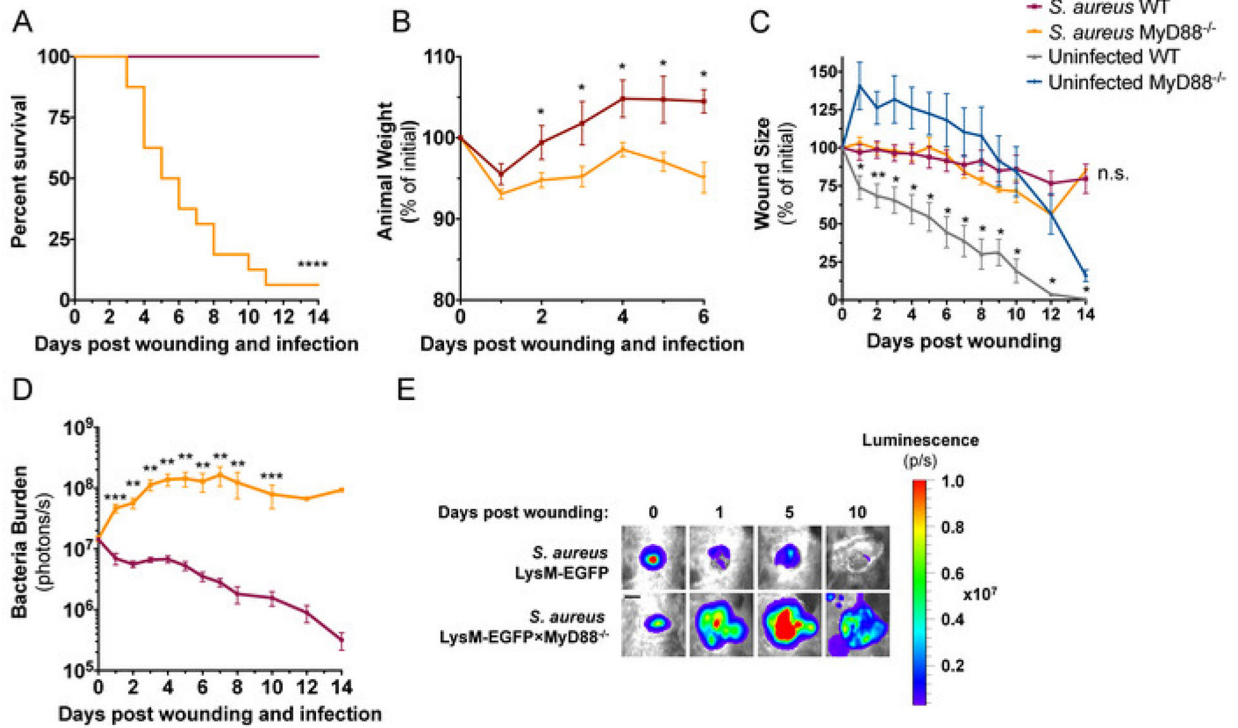 A
Percent survival
100
75
50
25
0
0 2 4 6 8 10 12 14
****
Days post wounding and infection
B
Animal Weight
(% of initial)
110
100
90
80
* * * * *
0 2 4 6
Days post wounding and infection
C
S. aureus WT
S. aureus MyD88-/-
Uninfected WT
Uninfected MyD88-/-
Wound Size
(% of initial)
150
125
100
75
50
25
0
* ** * * * * * * * * * *
n.s.
0 2 4 6 8 10 12 14
Days post wounding
D
Bacteria Burden
(photons/s)
10⁹
10⁸
10⁷
10⁶
10⁵
*** ** ** ** ** ** ** ** ***
0 2 4 6 8 10 12 14
Days post wounding and infection
E
Luminescence
(p/s)
Days post wounding: 0 1 5 10
S. aureus
LysM-EGFP
S. aureus
LysM-EGFP×MyD88-/-
1.0
0.8
0.6
x10⁷
0.4
0.2